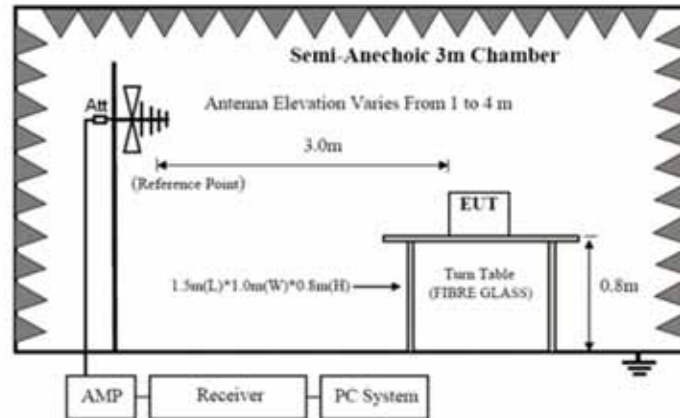 Semi-Anechoic 3m Chamber
Att
Antenna Elevation Varies From 1 to 4 m
3.0m
(Reference Point)
EUT
1.5m(L)*1.0m(W)*0.8m(H)
Turn Table
(FIBRE GLASS)
0.8m
AMP
Receiver
PC System